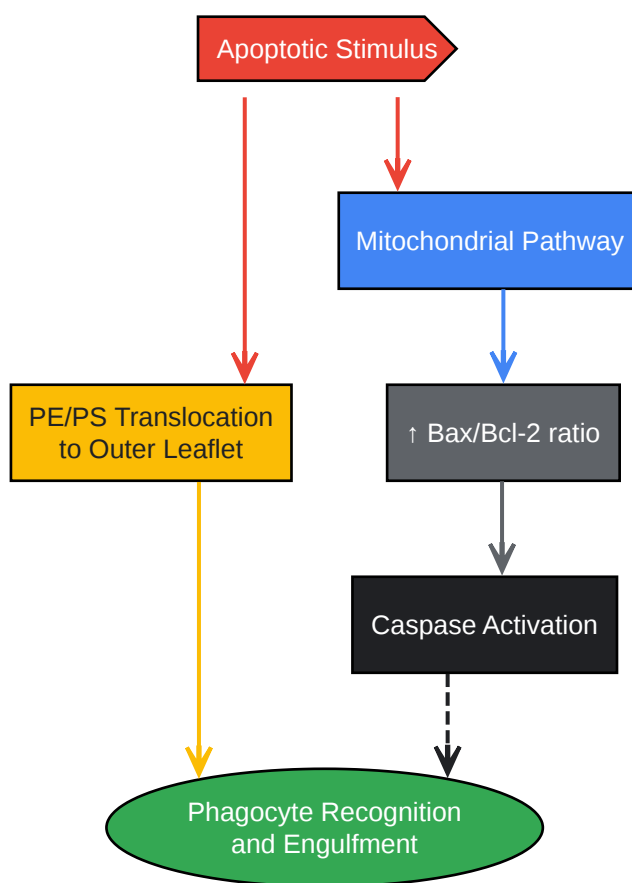 Apoptotic Stimulus
Mitochondrial Pathway
PE/PS Translocation
to Outer Leaflet
↑ Bax/Bcl-2 ratio
Caspase Activation
Phagocyte Recognition
and Engulfment